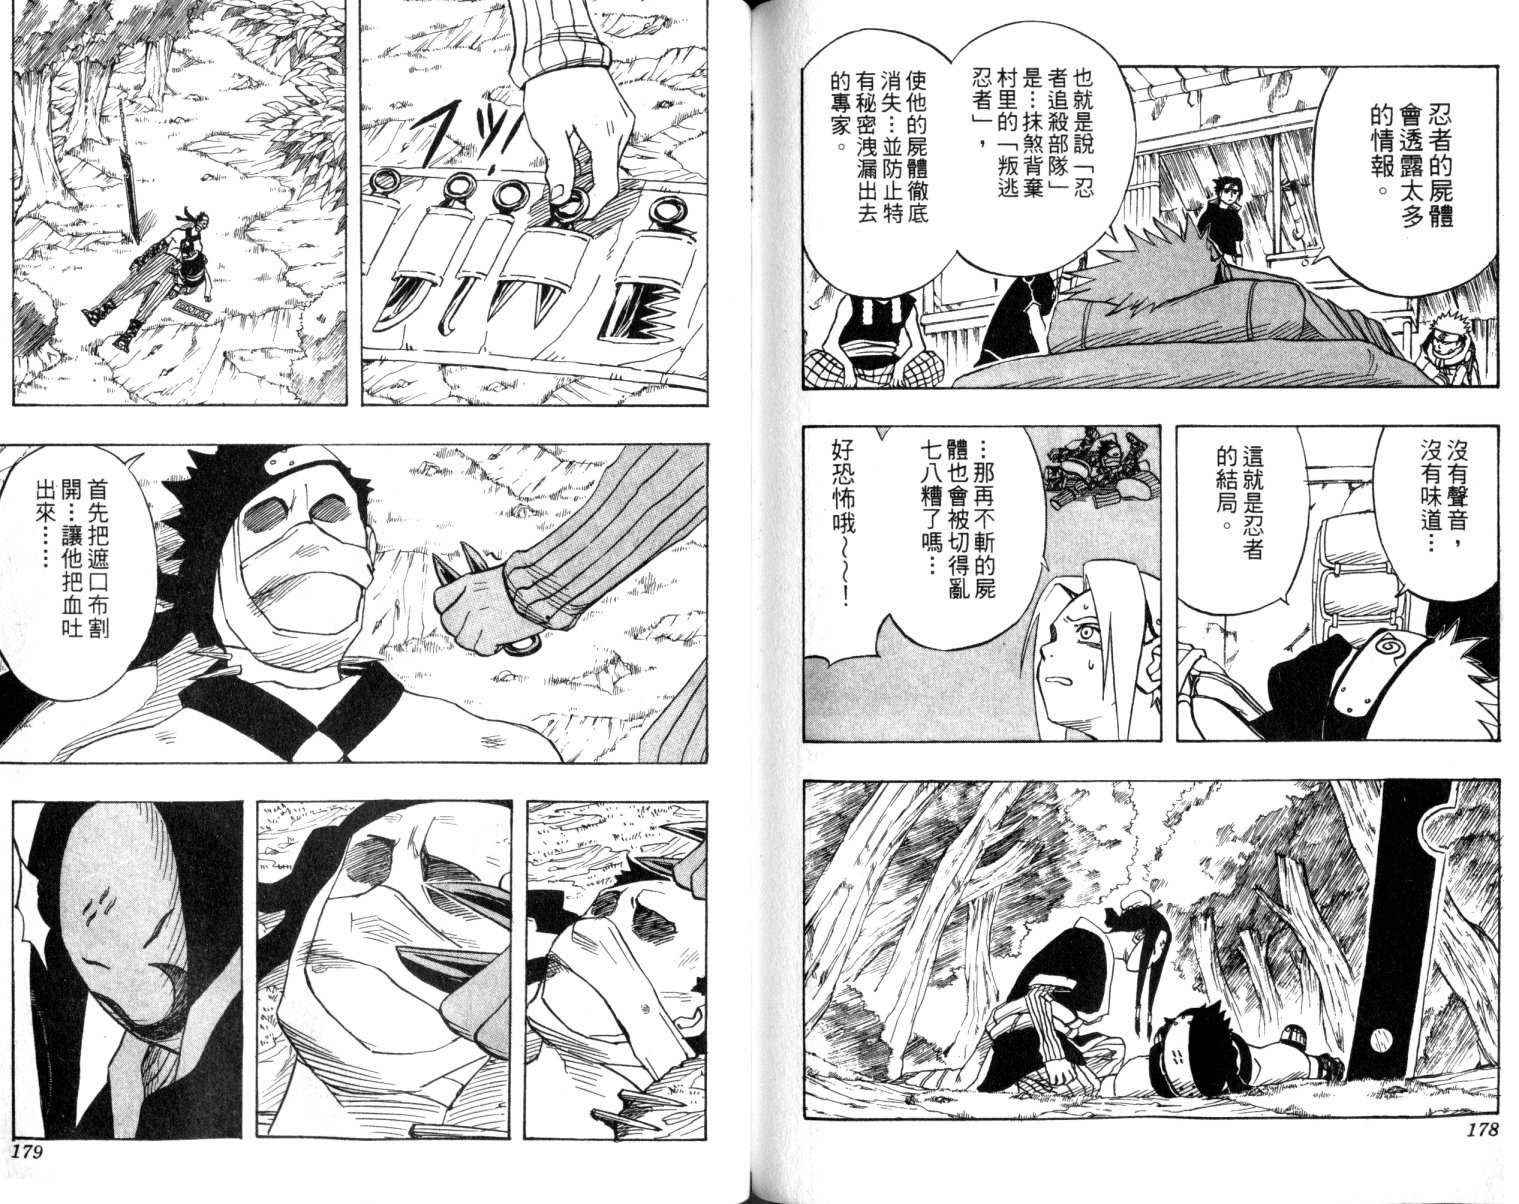 忍者的屍體
會透露太多
的情報。
也就是說「忍
者追殺部隊」
是…抹煞背棄
村里的「叛逃
忍者」，
使他的屍體徹底
消失…並防止特
有秘密洩漏出去
的專家。
沒有聲音，
沒有味道…
這就是忍者
的結局。
…那再不斬的屍
體也會被切得亂
七八糟了嗎…
好恐怖哦～～！
178
ハッ
首先把遮口布割
開…讓他把血吐
出來……
179